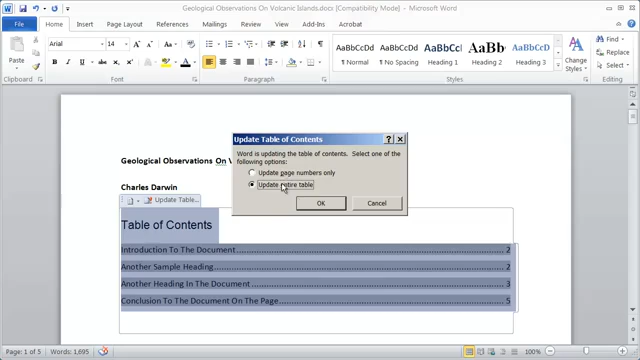 Geological Observations On Volcanic Islands.docx [Compatibility Mode] - Microsoft Word
File Home Insert Page Layout References Mailings Review View Add-Ins Acrobat
Arial 14
Paste
Clipboard Font Paragraph Styles Editing
AaBbCcDd AaBbCcDd AaBbCcI AaBb AaBbCcDd AaBbCcDd
¶ Normal ¶ No Spacing Heading 1 Heading 2 Heading 3
Change Styles
Find
Replace
Select
Update Table of Contents
Word is updating the table of contents. Select one of the
following options:
Update page numbers only
Update entire table
OK Cancel
Geological Observations On V
Charles Darwin
Update Table...
Table of Contents
Introduction To The Document 2
Another Sample Heading 2
Another Heading In The Document 3
Conclusion To The Document On The Page 5
Page: 1 of 5 Words: 1,695 100%